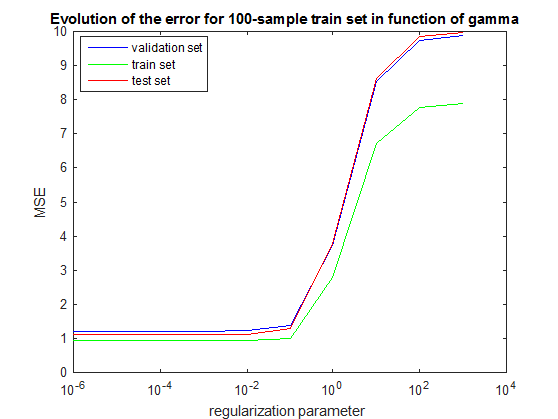 Evolution of the error for 100-sample train set in function of gamma
10
9
8
7
6
5
4
3
2
1
0
MSE
validation set
train set
test set
10^-6
10^-4
10^-2
10^0
10^2
10^4
regularization parameter